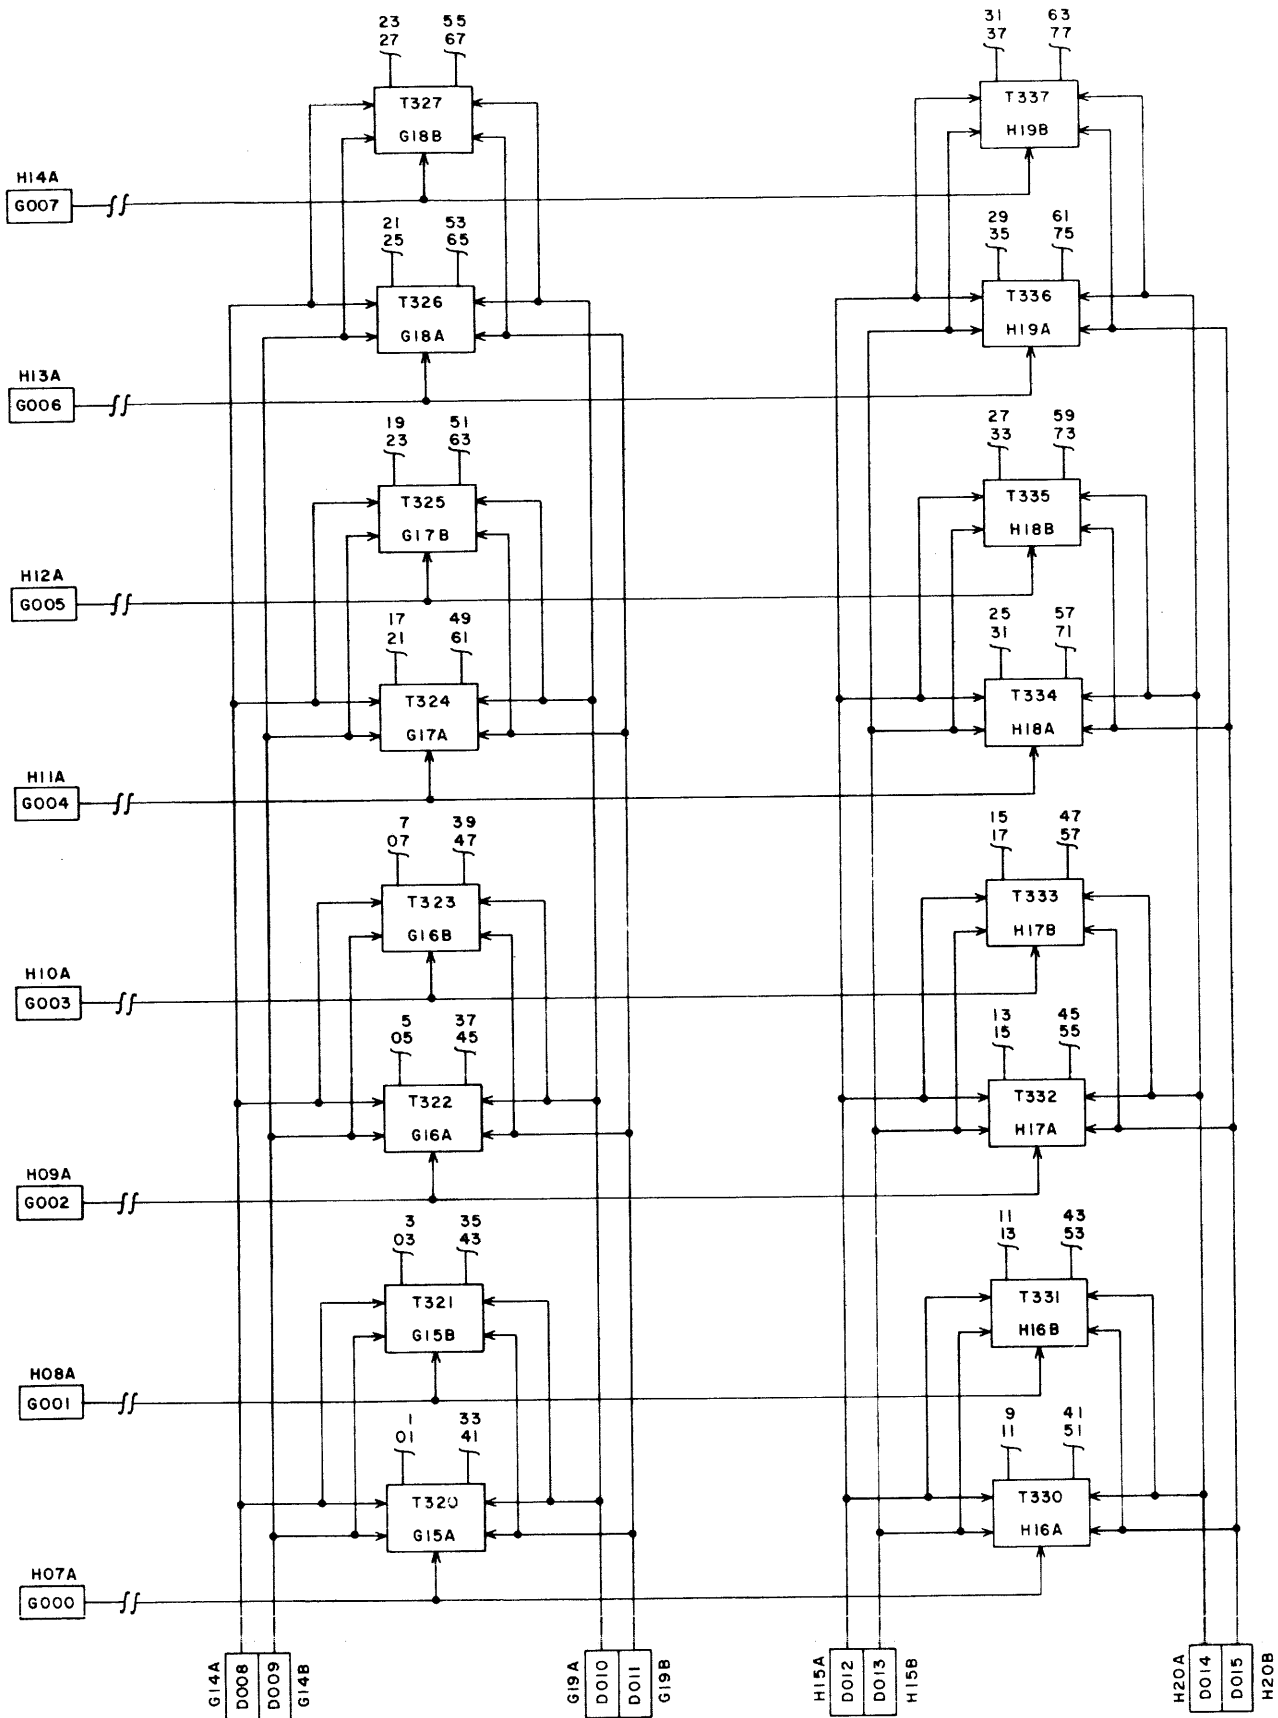 23 55
27 67
T327
G18B
31 63
37 77
T337
H19B
H14A
G007
21 53
25 65
T326
G18A
29 61
35 75
T336
H19A
H13A
G006
19 51
23 63
T325
G17B
27 59
33 73
T335
H18B
H12A
G005
17 49
21 61
T324
G17A
25 57
31 71
T334
H18A
H11A
G004
7 39
07 47
T323
G16B
15 47
17 57
T333
H17B
H10A
G003
5 37
05 45
T322
G16A
13 45
15 55
T332
H17A
H09A
G002
3 35
03 43
T321
G15B
11 43
13 53
T331
H16B
H08A
G001
1 33
01 41
T320
G15A
9 41
11 51
T330
H16A
H07A
G000
G14A
D008
D009
G14B
G19A
D010
D011
G19B
H15A
D012
D013
H15B
H20A
D014
D015
H20B